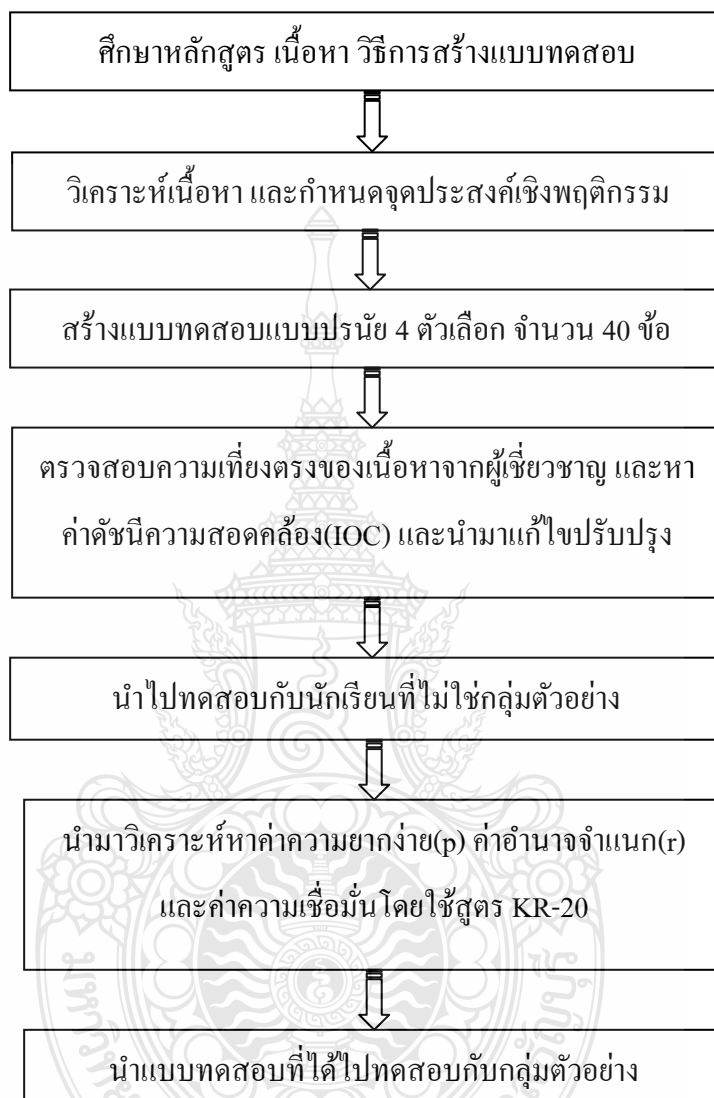 ศึกษาหลักสูตร เนื้อหา วิธีการสร้างแบบทดสอบ
วิเคราะห์เนื้อหา และกำหนดจุดประสงค์เชิงพฤติกรรม
สร้างแบบทดสอบแบบปรนัย 4 ตัวเลือก จำนวน 40 ข้อ
ตรวจสอบความเที่ยงตรงของเนื้อหาจากผู้เชี่ยวชาญ และหา
ค่าดัชนีความสอดคล้อง(IOC) และนำมาแก้ไขปรับปรุง
นำไปทดสอบกับนักเรียนที่ไม่ใช่กลุ่มตัวอย่าง
นำมาวิเคราะห์หาค่าความยากง่าย(p) ค่าอำนาจจำแนก(r)
และค่าความเชื่อมั่นโดยใช้สูตร KR-20
นำแบบทดสอบที่ได้ไปทดสอบกับกลุ่มตัวอย่าง